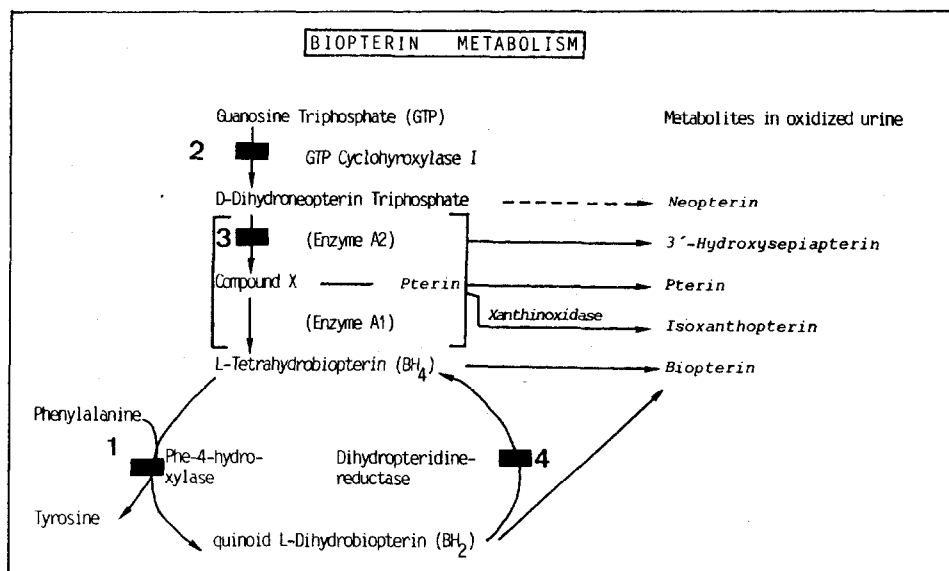 BIOPTERIN METABOLISM
Guanosine Triphosphate (GTP)
Metabolites in oxidized urine
2
GTP Cyclohyroxylase I
D-Dihydroneopterin Triphosphate
Neopterin
3
(Enzyme A2)
3´-Hydroxysepiapterin
Compound X
Pterin
Pterin
Xanthinoxidase
(Enzyme A1)
Isoxanthopterin
L-Tetrahydrobiopterin (BH4)
Biopterin
Phenylalanine
1
Phe-4-hydro-
xylase
Dihydropteridine-
reductase
4
Tyrosine
quinoid L-Dihydrobiopterin (BH2)